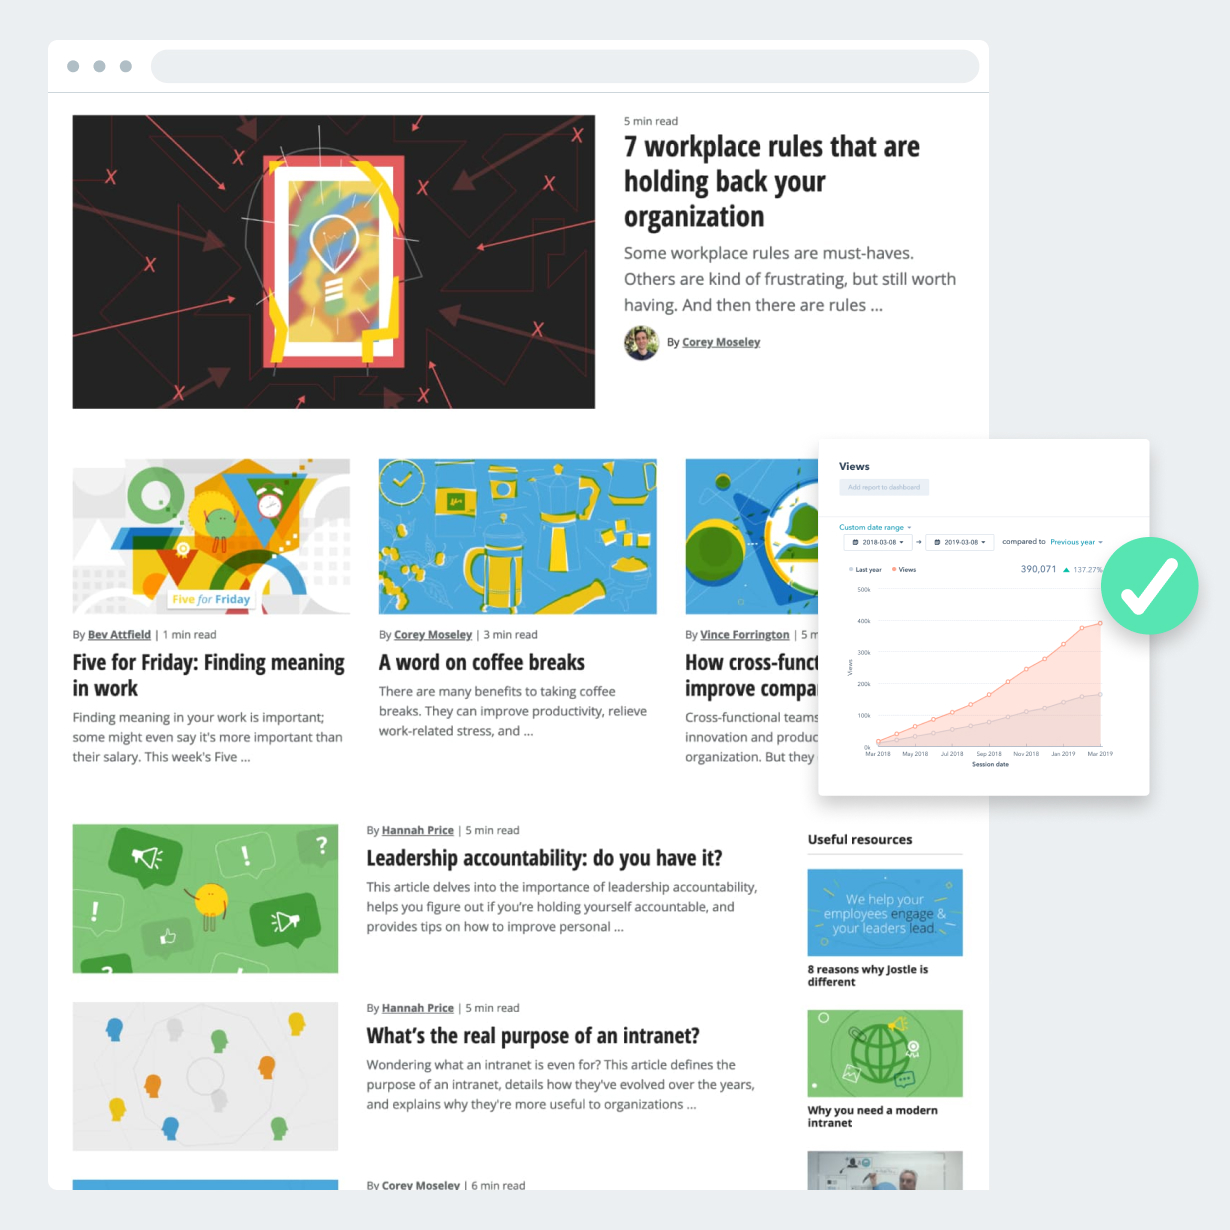 5 min read
7 workplace rules that are
holding back your
organization
Some workplace rules are must-haves.
Others are kind of frustrating, but still worth
having. And then there are rules ...
By Corey Moseley
X
X
X
X
X
X
X
X
Five for Friday
By Bev Attfield | 1 min read
Five for Friday: Finding meaning
in work
Finding meaning in your work is important;
some might even say it's more important than
their salary. This week's Five ...
By Corey Moseley | 3 min read
A word on coffee breaks
There are many benefits to taking coffee
breaks. They can improve productivity, relieve
work-related stress, and ...
By Vince Forrington | 5 m
How cross-funct
improve compa
Cross-functional teams
innovation and produc
organization. But they
Views
Add report to dashboard
Custom date range
2018-03-08
2019-03-08
compared to Previous year
Last year
Views
390,071
137.27%
500k
400k
300k
200k
100k
0k
Views
Mar 2018
May 2018
Jul 2018
Sep 2018
Nov 2018
Jan 2019
Mar 2019
Session date
!
?
!
?
By Hannah Price | 5 min read
Leadership accountability: do you have it?
This article delves into the importance of leadership accountability,
helps you figure out if you're holding yourself accountable, and
provides tips on how to improve personal ...
By Hannah Price | 5 min read
What's the real purpose of an intranet?
Wondering what an intranet is even for? This article defines the
purpose of an intranet, details how they've evolved over the years,
and explains why they're more useful to organizations ...
By Corey Moseley | 6 min read
Useful resources
We help your
employees engage &
your leaders lead.
8 reasons why Jostle is
different
Why you need a modern
intranet